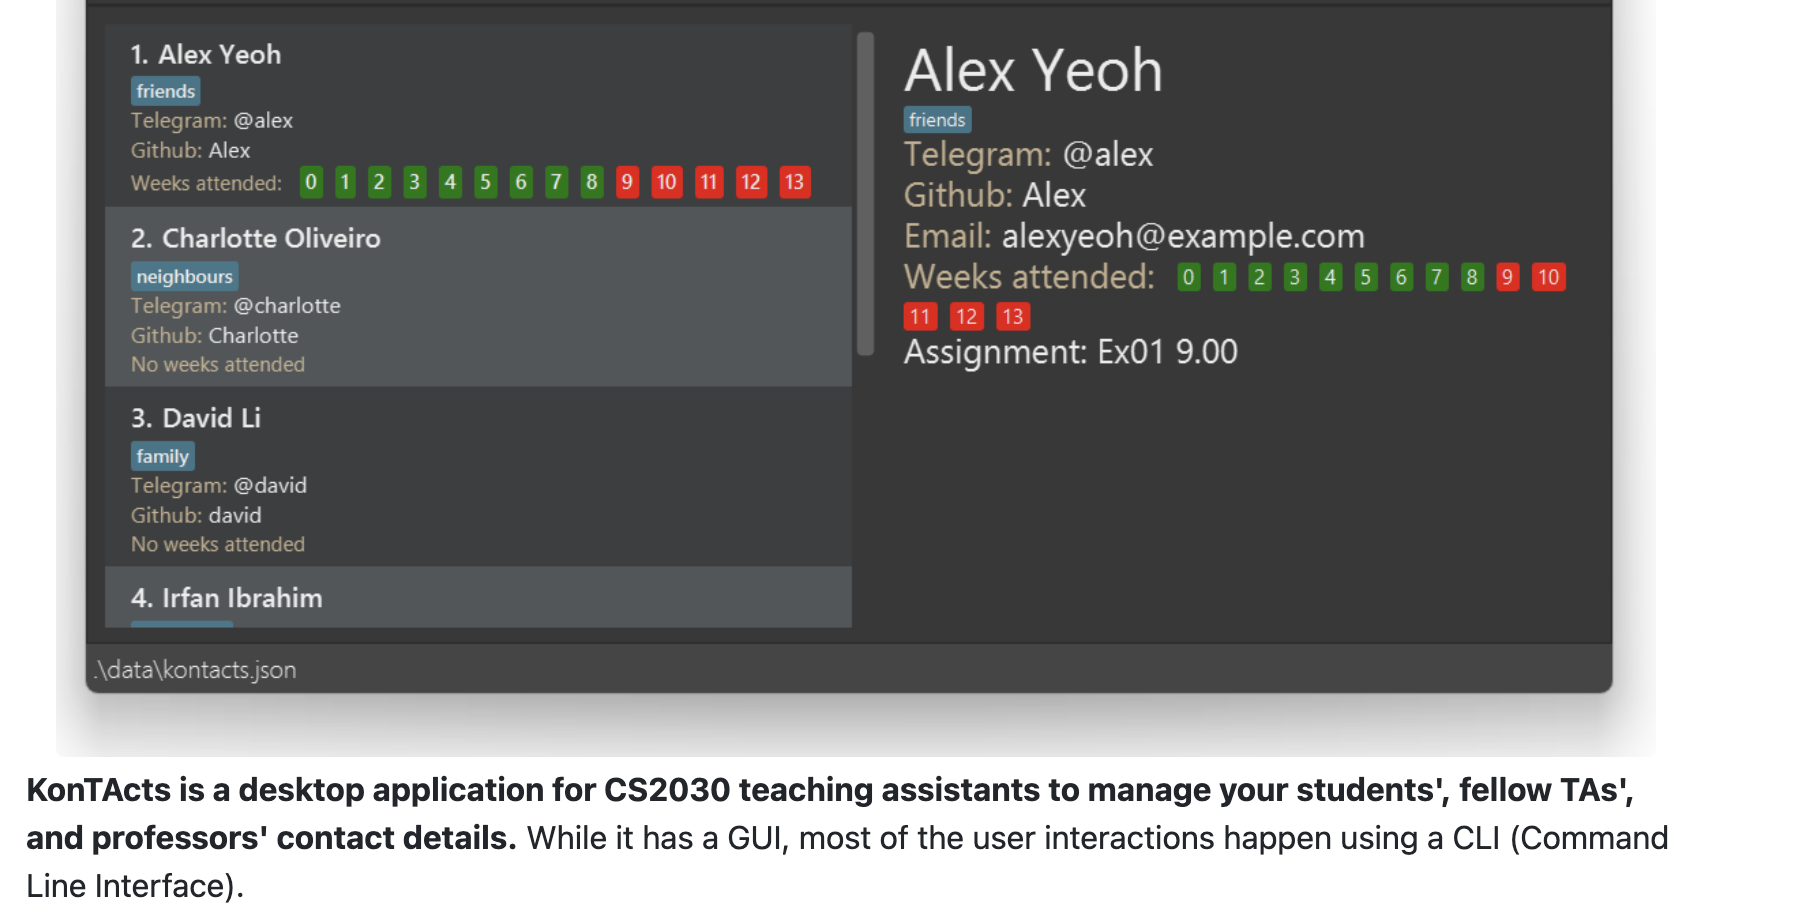 1. Alex Yeoh
friends
Telegram: @alex
Github: Alex
Weeks attended: 0 1 2 3 4 5 6 7 8 9 10 11 12 13
2. Charlotte Oliveiro
neighbours
Telegram: @charlotte
Github: Charlotte
No weeks attended
3. David Li
family
Telegram: @david
Github: david
No weeks attended
4. Irfan Ibrahim
Alex Yeoh
friends
Telegram: @alex
Github: Alex
Email: alexyeoh@example.com
Weeks attended: 0 1 2 3 4 5 6 7 8 9 10
11 12 13
Assignment: Ex01 9.00
.\data\kontacts.json
KonTActs is a desktop application for CS2030 teaching assistants to manage your students', fellow TAs',
and professors' contact details. While it has a GUI, most of the user interactions happen using a CLI (Command
Line Interface).